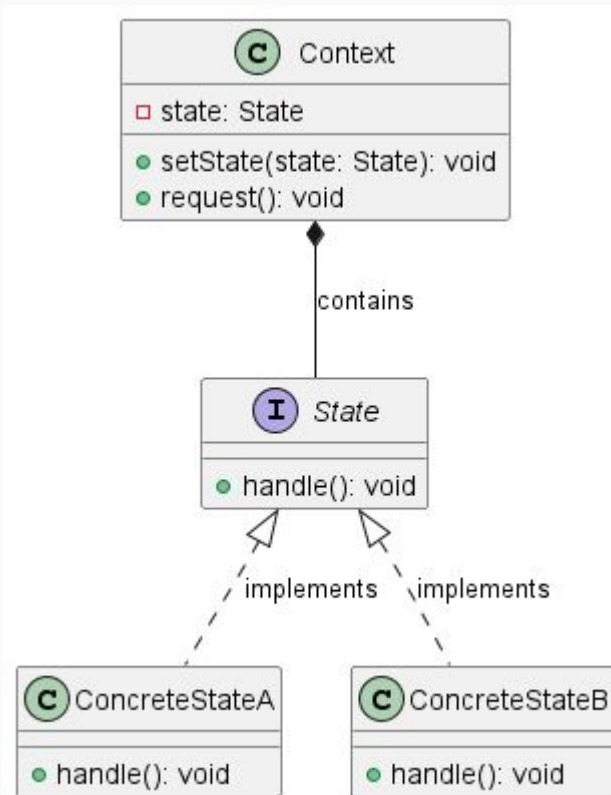 C Context
state: State
setState(state: State): void
request(): void
contains
I State
handle(): void
implements
implements
C ConcreteStateA
C ConcreteStateB
handle(): void
handle(): void